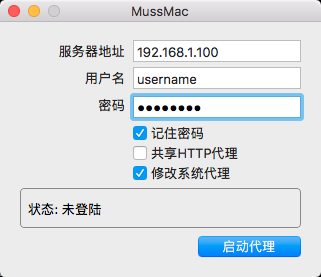 MussMac
服务器地址 192.168.1.100
用户名 username
密码 ●●●●●●●●
记住密码
共享HTTP代理
修改系统代理
状态: 未登陆
启动代理